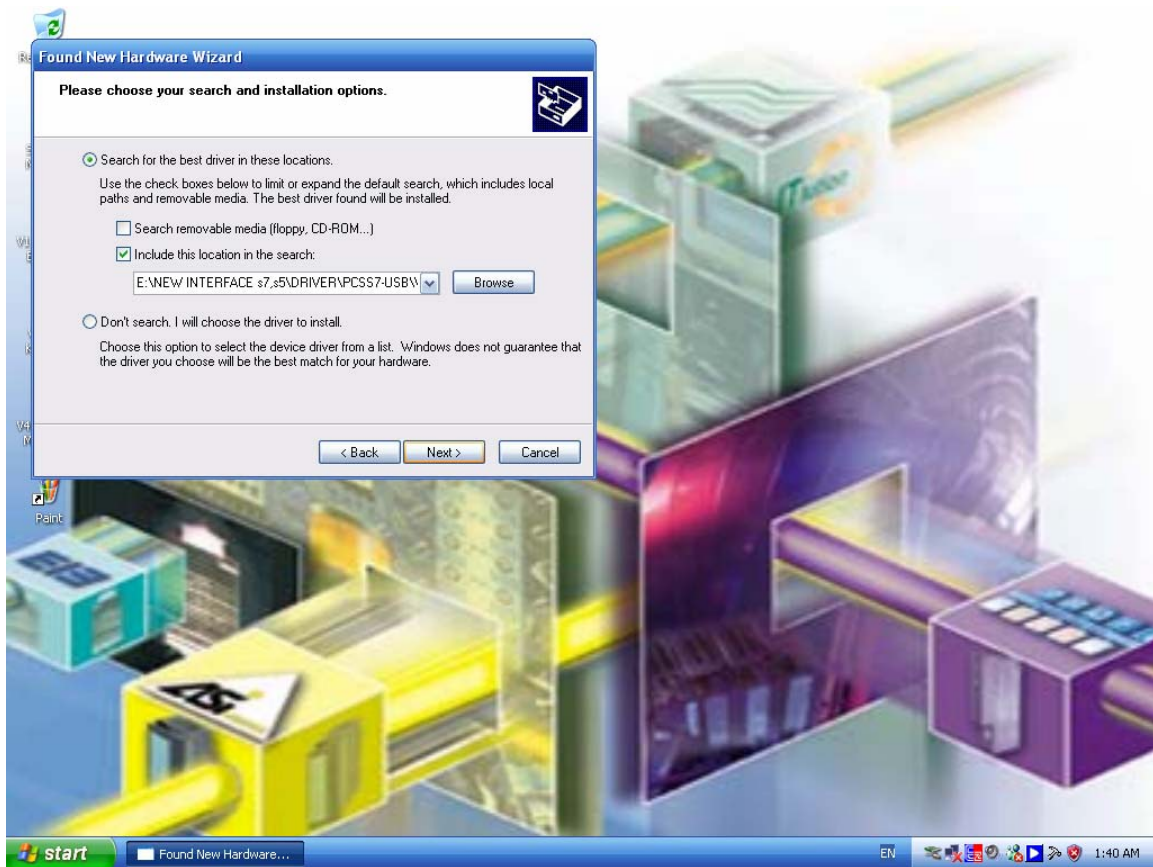 Found New Hardware Wizard
Please choose your search and installation options.
Search for the best driver in these locations.
Use the check boxes below to limit or expand the default search, which includes local
paths and removable media. The best driver found will be installed.
Search removable media (floppy, CD-ROM...)
Include this location in the search:
E:\NEW INTERFACE s7,s5\DRIVER\PCSS7-USB\
Browse
Don't search. I will choose the driver to install.
Choose this option to select the device driver from a list. Windows does not guarantee that
the driver you choose will be the best match for your hardware.
< Back
Next >
Cancel
Paint
EIB
ASi
start
Found New Hardware...
EN
1:40 AM